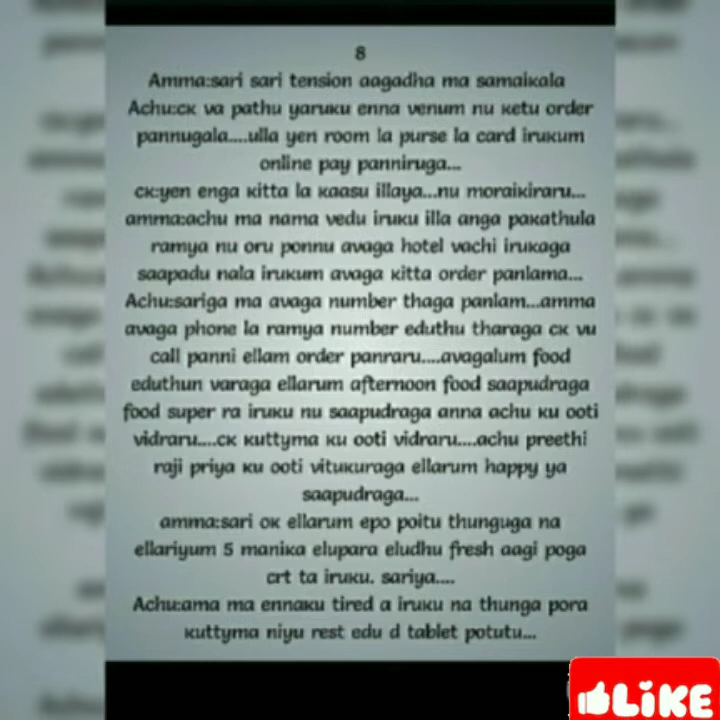 8
Amma:sari sari tension aagadha ma samaikala
Achu:ck va pathu yaruku enna venum nu ketu order
pannugala....ulla yen room la purse la card irukum
online pay panniruga...
ck:yen enga kitta la kaasu illaya...nu moraikiraru...
amma:achu ma nama vedu iruku illa anga pakathula
ramya nu oru ponnu avaga hotel vachi irukaga
saapadu nala irukum avaga kitta order panlama...
Achu:sariga ma avaga number thaga panlam...amma
avaga phone la ramya number eduthu tharaga ck vu
call panni ellam order panraru....avagalum food
eduthun varaga ellarum afternoon food saapudraga
food super ra iruku nu saapudraga anna achu ku ooti
vidraru....ck kuttyma ku ooti vidraru....achu preethi
raji priya ku ooti vitukuraga ellarum happy ya
saapudraga...
amma:sari ok ellarum epo poitu thunguga na
ellariyum 5 manika elupara eludhu fresh aagi poga
crt ta iruku. sariya....
Achu:ama ma ennaku tired a iruku na thunga pora
kuttyma niyu rest edu d tablet potutu...
LiKE